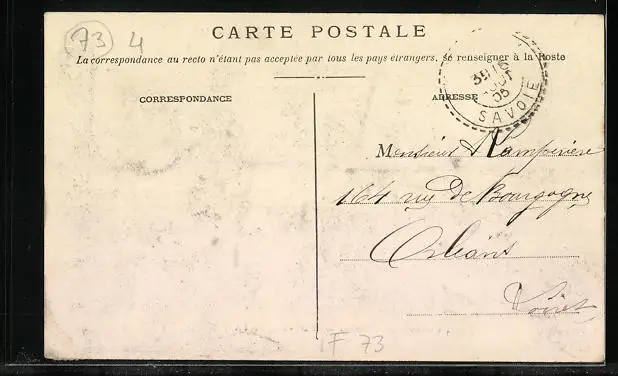 73 4
CARTE POSTALE
La correspondance au recto n'étant pas acceptée par tous les pays étrangers, se renseigner à la Poste
CORRESPONDANCE
ADRESSE
SAVOIE
Monsieur
164 rue de Bourgogne
Orléans
Loiret
F 73